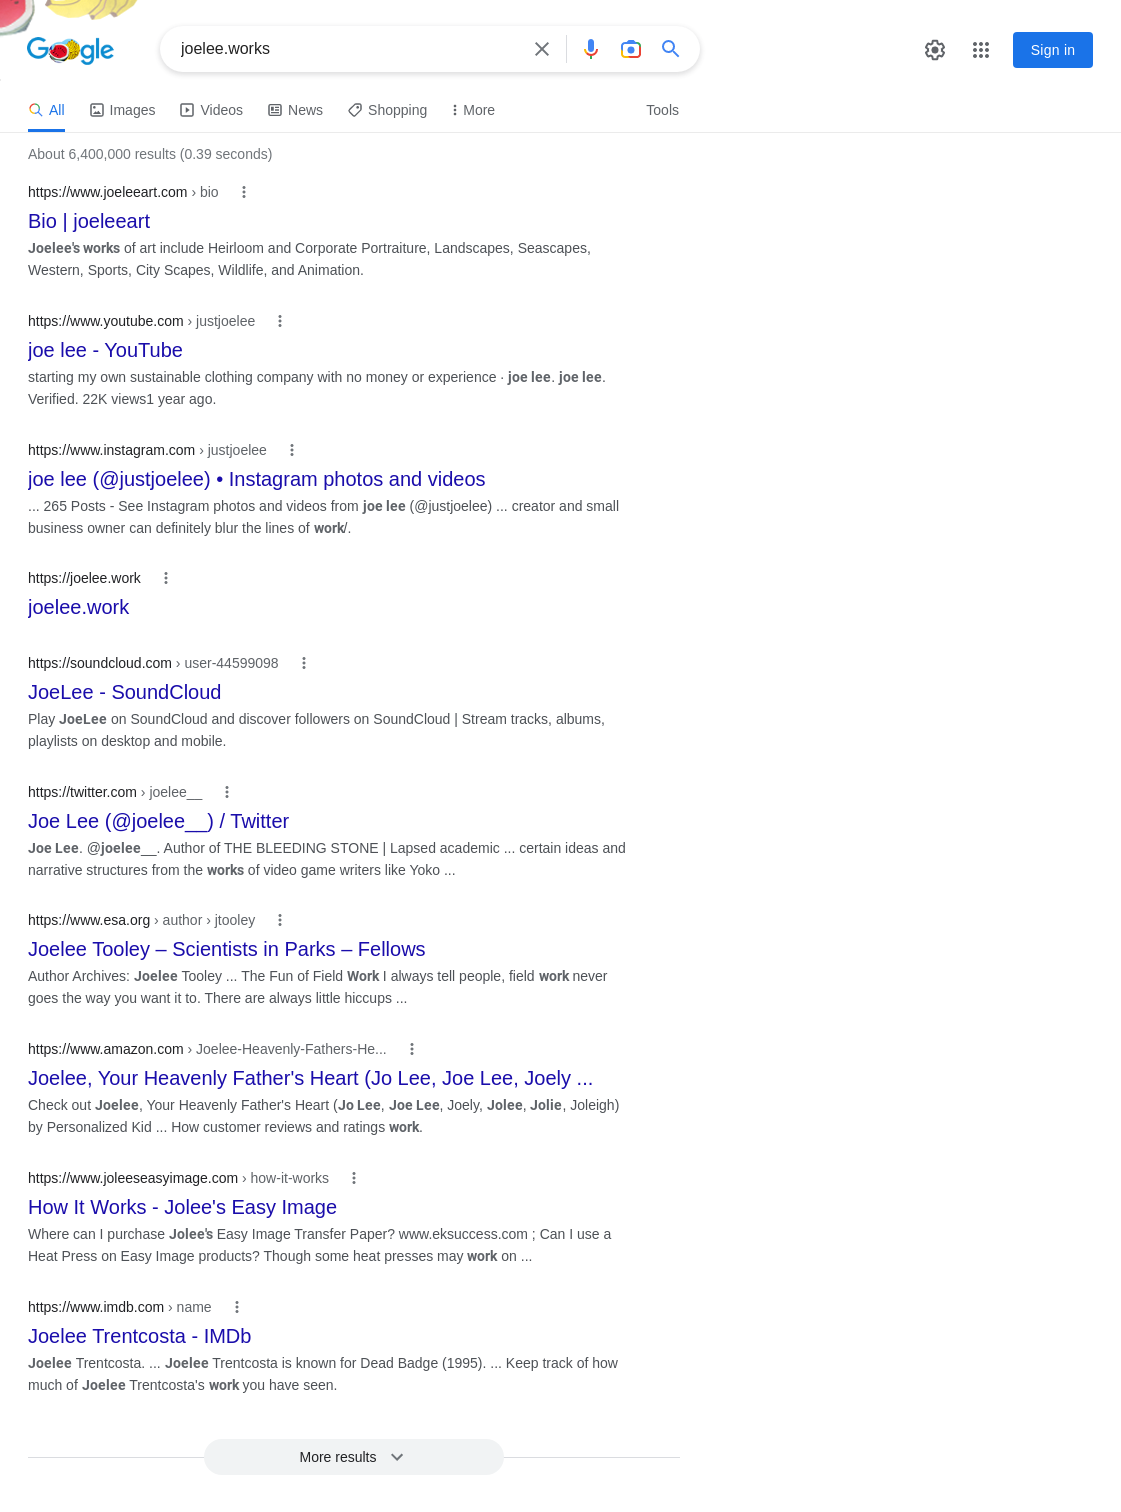 Google
joelee.works
Sign in
All
Images
Videos
News
Shopping
More
Tools
About 6,400,000 results (0.39 seconds)
https://www.joeleeart.com › bio
Bio | joeleeart
Joelee's works of art include Heirloom and Corporate Portraiture, Landscapes, Seascapes,
Western, Sports, City Scapes, Wildlife, and Animation.
https://www.youtube.com › justjoelee
joe lee - YouTube
starting my own sustainable clothing company with no money or experience · joe lee. joe lee.
Verified. 22K views1 year ago.
https://www.instagram.com › justjoelee
joe lee (@justjoelee) • Instagram photos and videos
... 265 Posts - See Instagram photos and videos from joe lee (@justjoelee) ... creator and small
business owner can definitely blur the lines of work/.
https://joelee.work
joelee.work
https://soundcloud.com › user-44599098
JoeLee - SoundCloud
Play JoeLee on SoundCloud and discover followers on SoundCloud | Stream tracks, albums,
playlists on desktop and mobile.
https://twitter.com › joelee__
Joe Lee (@joelee__) / Twitter
Joe Lee. @joelee__. Author of THE BLEEDING STONE | Lapsed academic ... certain ideas and
narrative structures from the works of video game writers like Yoko ...
https://www.esa.org › author › jtooley
Joelee Tooley – Scientists in Parks – Fellows
Author Archives: Joelee Tooley ... The Fun of Field Work I always tell people, field work never
goes the way you want it to. There are always little hiccups ...
https://www.amazon.com › Joelee-Heavenly-Fathers-He...
Joelee, Your Heavenly Father's Heart (Jo Lee, Joe Lee, Joely ...
Check out Joelee, Your Heavenly Father's Heart (Jo Lee, Joe Lee, Joely, Jolee, Jolie, Joleigh)
by Personalized Kid ... How customer reviews and ratings work.
https://www.joleeseasyimage.com › how-it-works
How It Works - Jolee's Easy Image
Where can I purchase Jolee's Easy Image Transfer Paper? www.eksuccess.com ; Can I use a
Heat Press on Easy Image products? Though some heat presses may work on ...
https://www.imdb.com › name
Joelee Trentcosta - IMDb
Joelee Trentcosta. ... Joelee Trentcosta is known for Dead Badge (1995). ... Keep track of how
much of Joelee Trentcosta's work you have seen.
More results